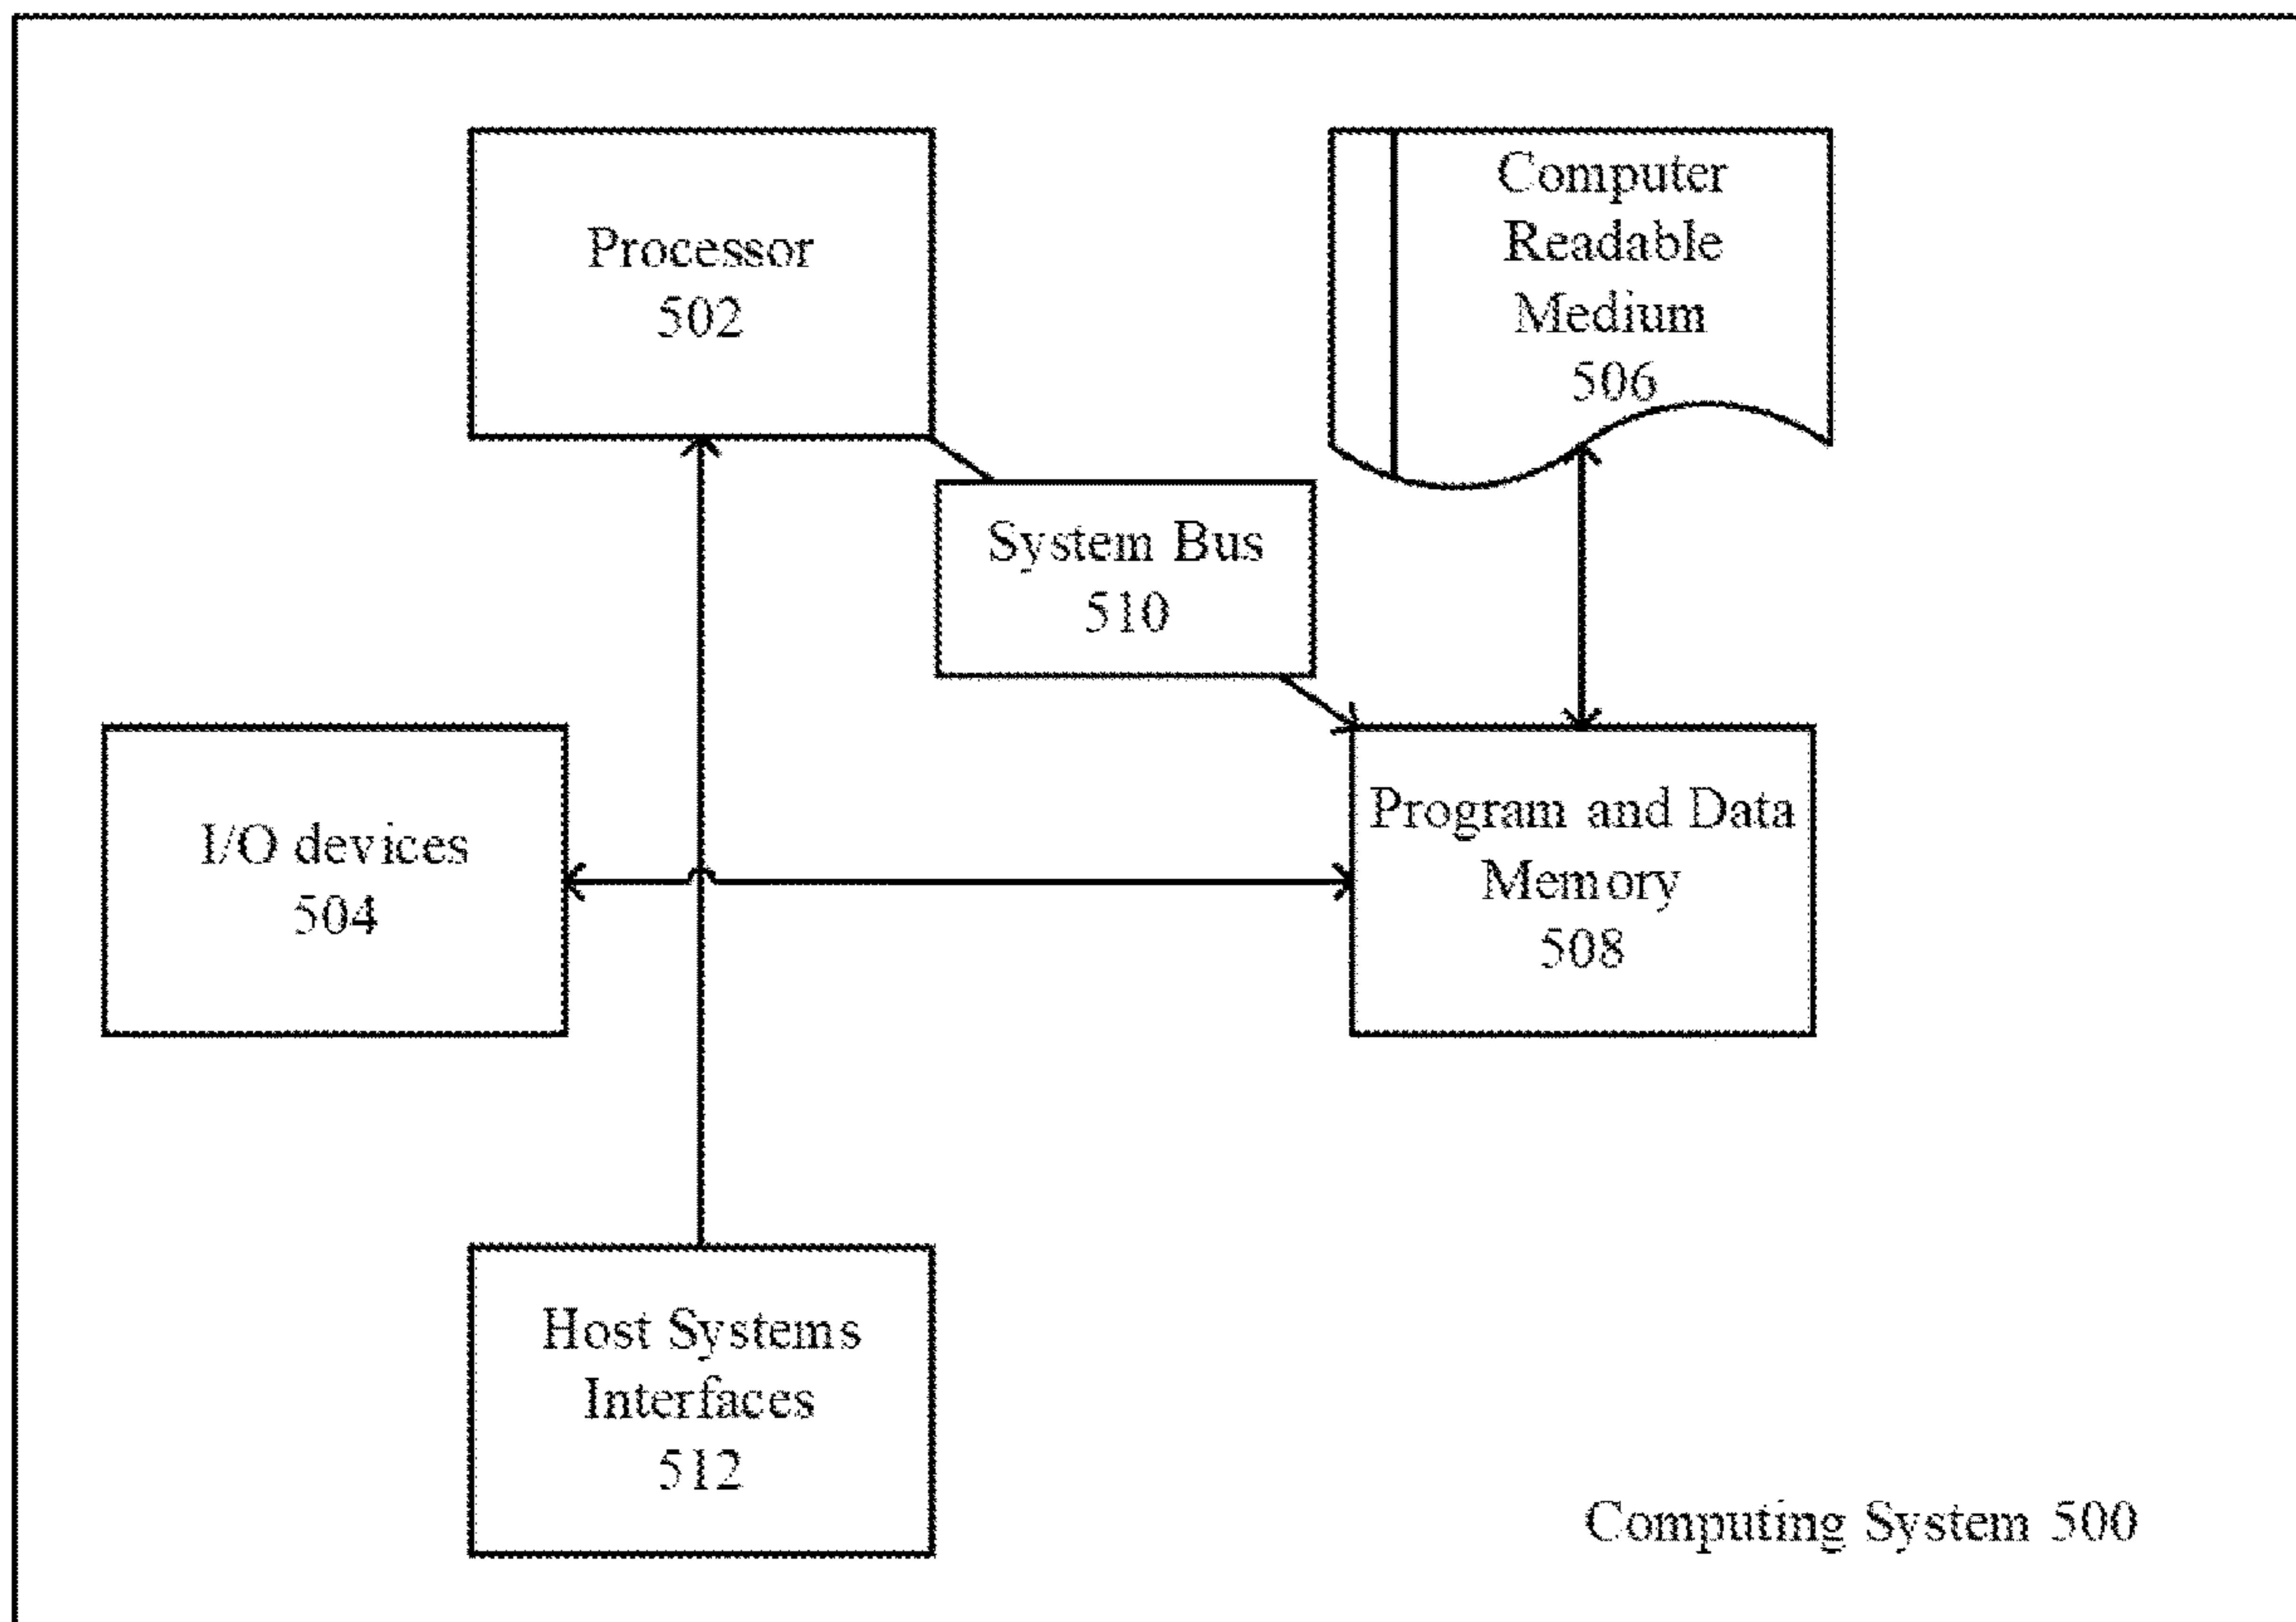 Processor
502
Computer
Readable
Medium
506
System Bus
510
I/O devices
504
Program and Data
Memory
508
Host Systems
Interfaces
512
Computing System 500